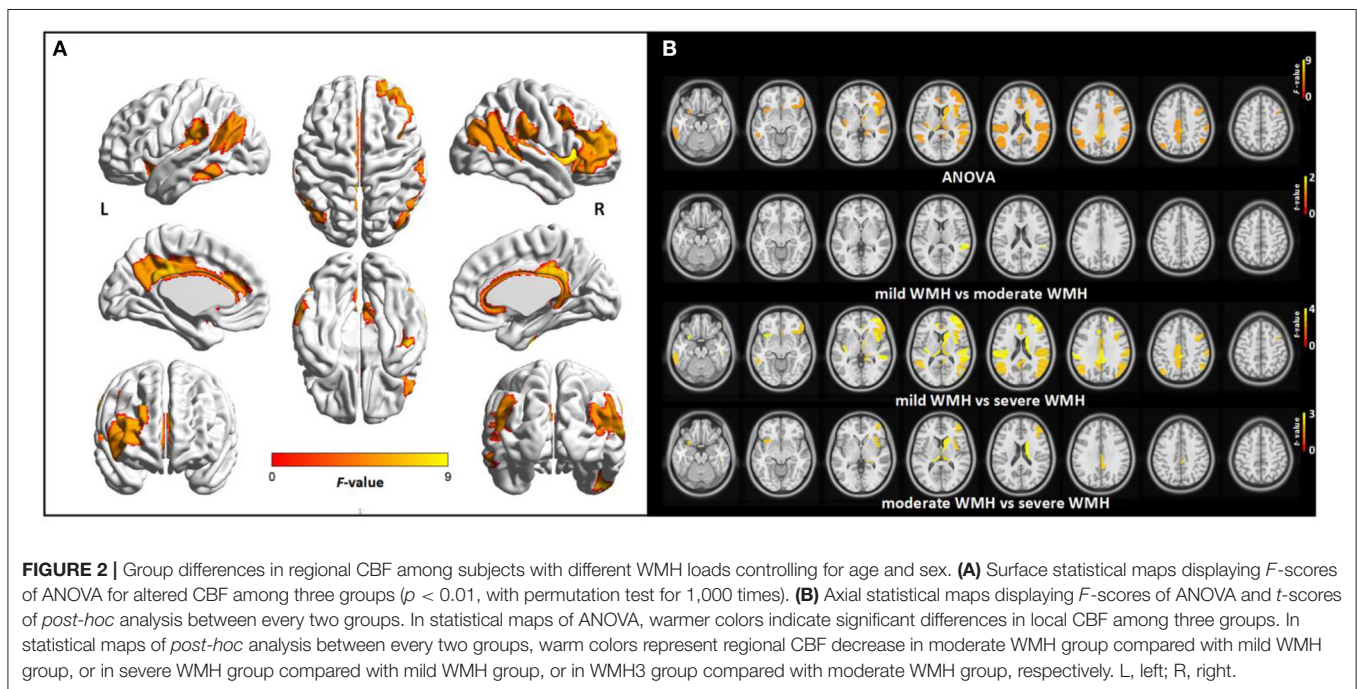 A
L
R
0
9
F-value
1
B
9
F-value
0
ANOVA
2
t-value
0
mild WMH vs moderate WMH
4
t-value
0
mild WMH vs severe WMH
3
t-value
0
moderate WMH vs severe WMH
FIGURE 2 | Group differences in regional CBF among subjects with different WMH loads controlling for age and sex. (A) Surface statistical maps displaying F-scores
of ANOVA for altered CBF among three groups (p < 0.01, with permutation test for 1,000 times). (B) Axial statistical maps displaying F-scores of ANOVA and t-scores
of post-hoc analysis between every two groups. In statistical maps of ANOVA, warmer colors indicate significant differences in local CBF among three groups. In
statistical maps of post-hoc analysis between every two groups, warm colors represent regional CBF decrease in moderate WMH group compared with mild WMH
group, or in severe WMH group compared with mild WMH group, or in WMH3 group compared with moderate WMH group, respectively. L, left; R, right.